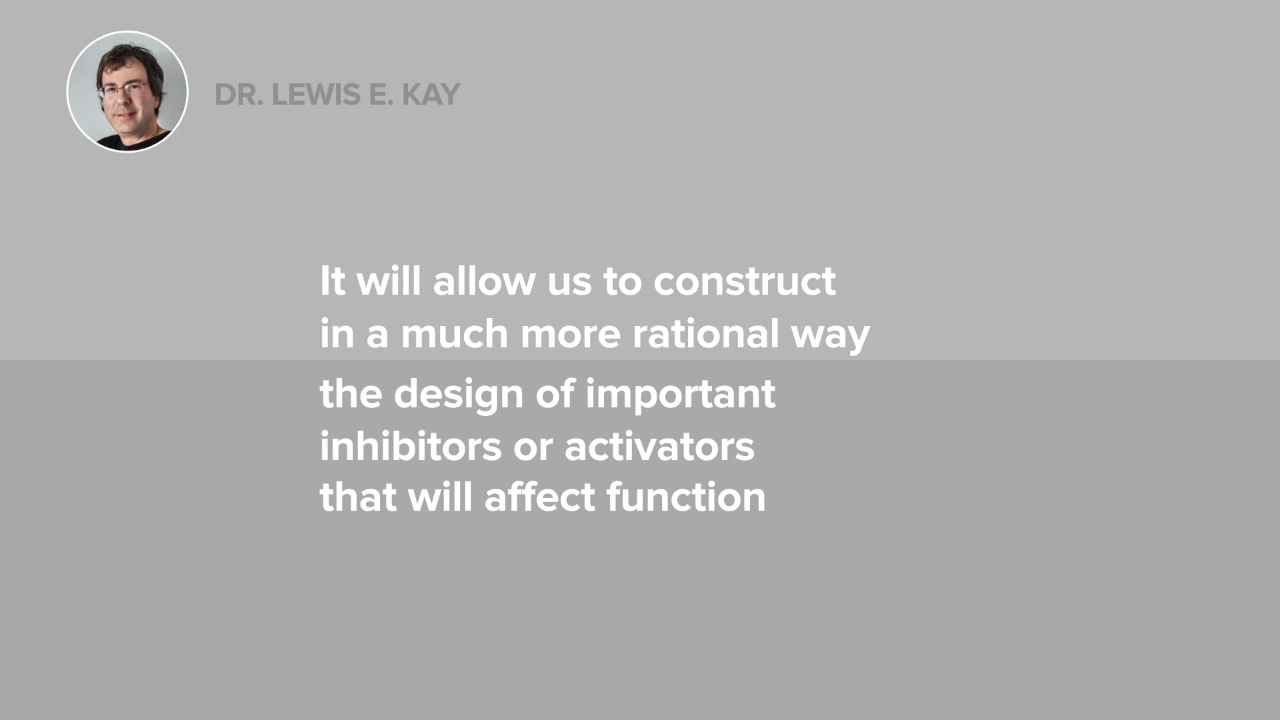 DR. LEWIS E. KAY
It will allow us to construct
in a much more rational way
the design of important
inhibitors or activators
that will affect function